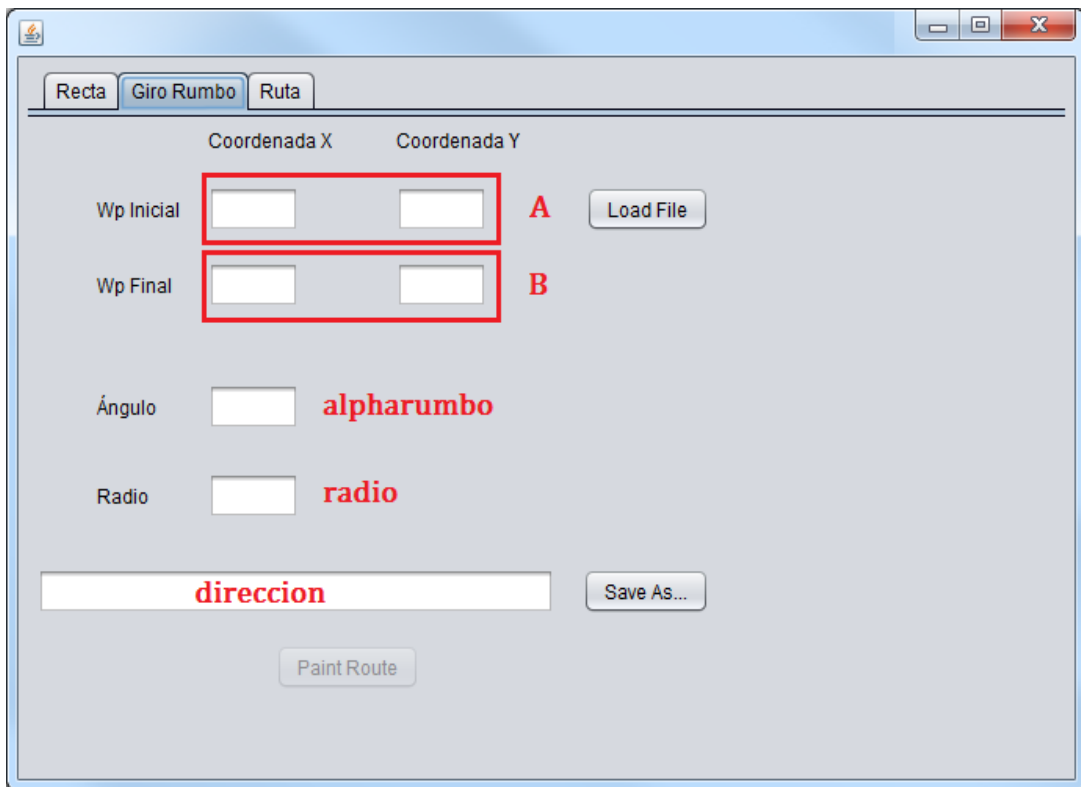 Recta Giro Rumbo Ruta
Coordenada X Coordenada Y
Wp Inicial A Load File
Wp Final B
Ángulo alpharumbo
Radio radio
direccion Save As...
Paint Route